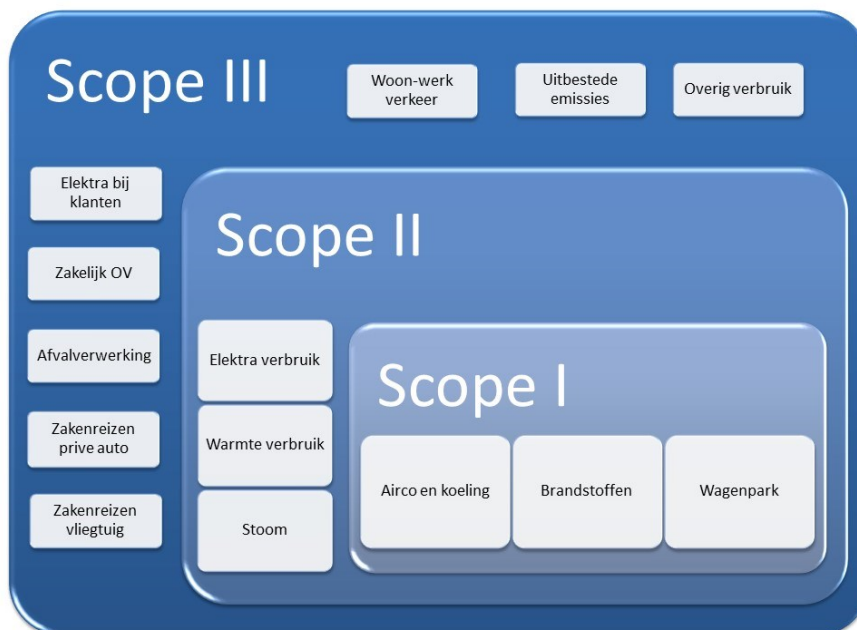 Scope III
Woon-werk
verkeer
Uitbestede
emissies
Overig verbruik
Elektra bij
klanten
Zakelijk OV
Afvalverwerking
Zakenreizen
prive auto
Zakenreizen
vliegtuig
Scope II
Elektra verbruik
Warmte verbruik
Stoom
Scope I
Airco en koeling
Brandstoffen
Wagenpark